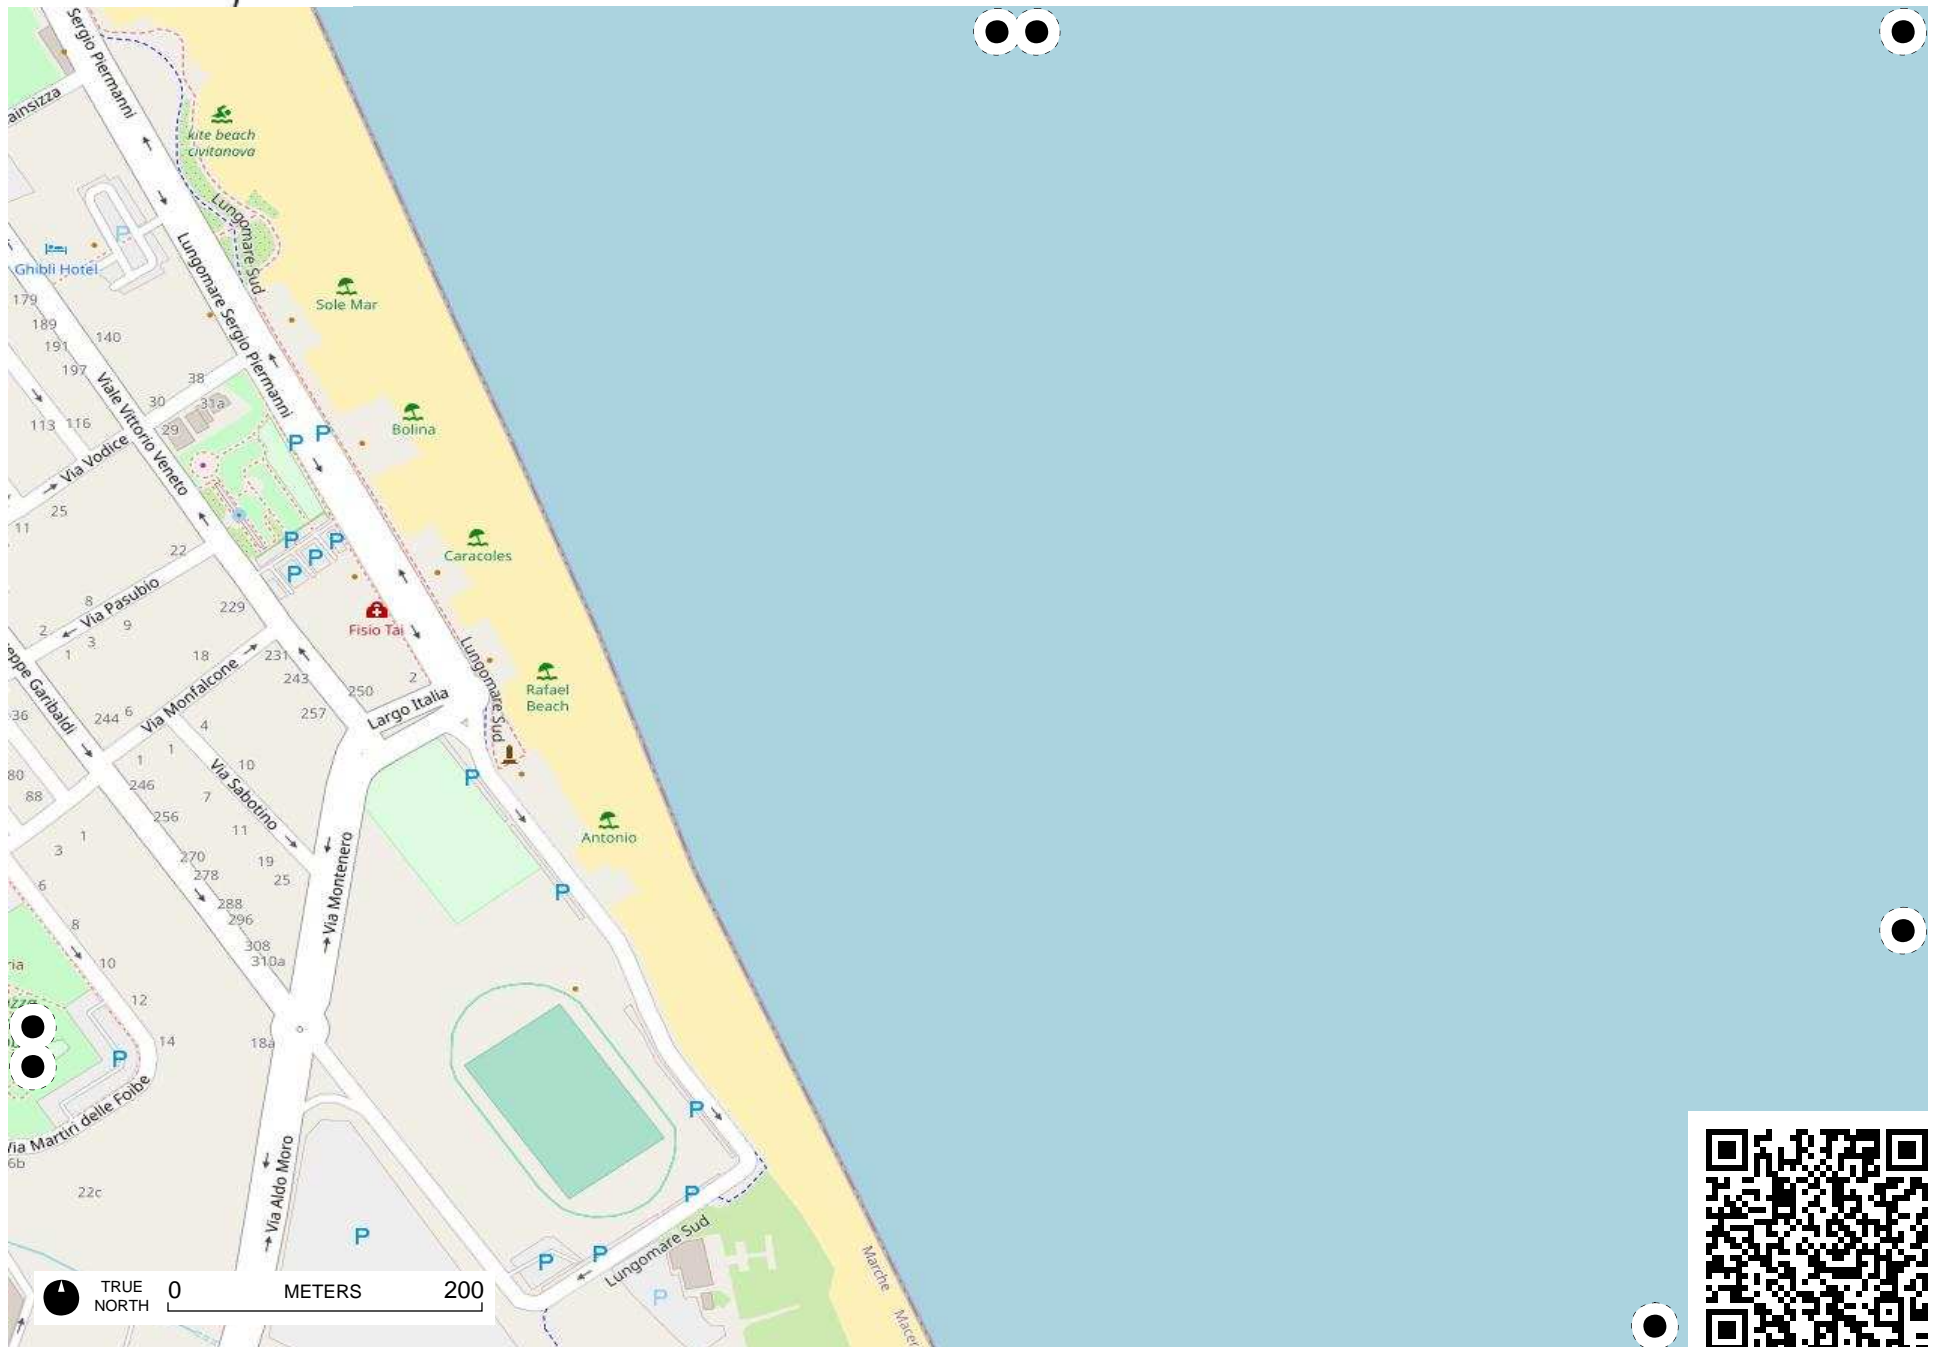 Sergio Piermanni
ainsizza
kite beach
civitanova
Lungomare Sud
Ghibli Hotel
P
Lungomare Sergio Piermanni
Sole Mar
179
189
191
197
140
38
30
31a
29
113
116
Viale Vittorio Veneto
Via Vodice
Bolina
P
P
25
11
22
Caracoles
P
P
P
P
Via Pasubio
8
9
2
3
1
229
Fisio Tai
Lungomare Sud
eppe Garibaldi
18
231
243
250
2
257
Largo Italia
Rafael
Beach
36
244
6
Via Monfalcone
4
1
1
10
246
Via Sabotino
7
256
11
80
88
P
Antonio
1
3
270
278
19
25
6
288
296
308
310a
Via Montenero
P
8
10
ria
12
14
18a
P
Via Martiri delle Foibe
6b
22c
Via Aldo Moro
P
P
P
P
P
P
Lungomare Sud
Marche
Macer
TRUE
NORTH
0 METERS 200